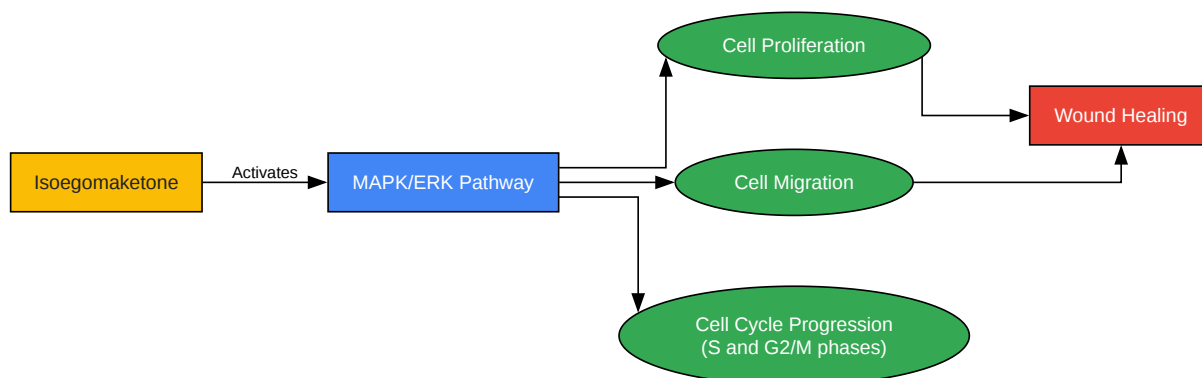 Cell Proliferation
Wound Healing
Isoegomaketone
Activates
MAPK/ERK Pathway
Cell Migration
Cell Cycle Progression
(S and G2/M phases)